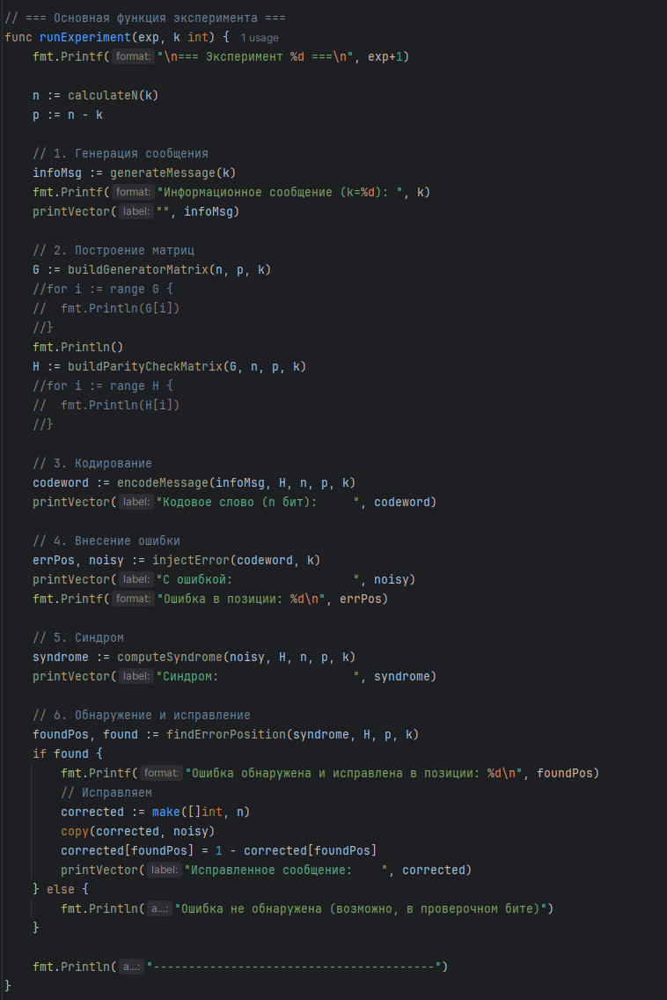 // === Основная функция эксперимента ===
func runExperiment(exp, k int) {  1 usage
    fmt.Printf( format: "\n=== Эксперимент %d ===\n", exp+1)

    n := calculateN(k)
    p := n - k

    // 1. Генерация сообщения
    infoMsg := generateMessage(k)
    fmt.Printf( format: "Информационное сообщение (k=%d): ", k)
    printVector( label: "", infoMsg)

    // 2. Построение матриц
    G := buildGeneratorMatrix(n, p, k)
    //for i := range G {
    //  fmt.Println(G[i])
    //}
    fmt.Println()
    H := buildParityCheckMatrix(G, n, p, k)
    //for i := range H {
    //  fmt.Println(H[i])
    //}

    // 3. Кодирование
    codeword := encodeMessage(infoMsg, H, n, p, k)
    printVector( label: "Кодовое слово (n бит):     ", codeword)

    // 4. Внесение ошибки
    errPos, noisy := injectError(codeword, k)
    printVector( label: "С ошибкой:                 ", noisy)
    fmt.Printf( format: "Ошибка в позиции: %d\n", errPos)

    // 5. Синдром
    syndrome := computeSyndrome(noisy, H, n, p, k)
    printVector( label: "Синдром:                   ", syndrome)

    // 6. Обнаружение и исправление
    foundPos, found := findErrorPosition(syndrome, H, p, k)
    if found {
        fmt.Printf( format: "Ошибка обнаружена и исправлена в позиции: %d\n", foundPos)
        // Исправляем
        corrected := make([]int, n)
        copy(corrected, noisy)
        corrected[foundPos] = 1 - corrected[foundPos]
        printVector( label: "Исправленное сообщение:    ", corrected)
    } else {
        fmt.Println( a...: "Ошибка не обнаружена (возможно, в проверочном бите)")
    }

    fmt.Println( a...: "----------------------------------------")
}